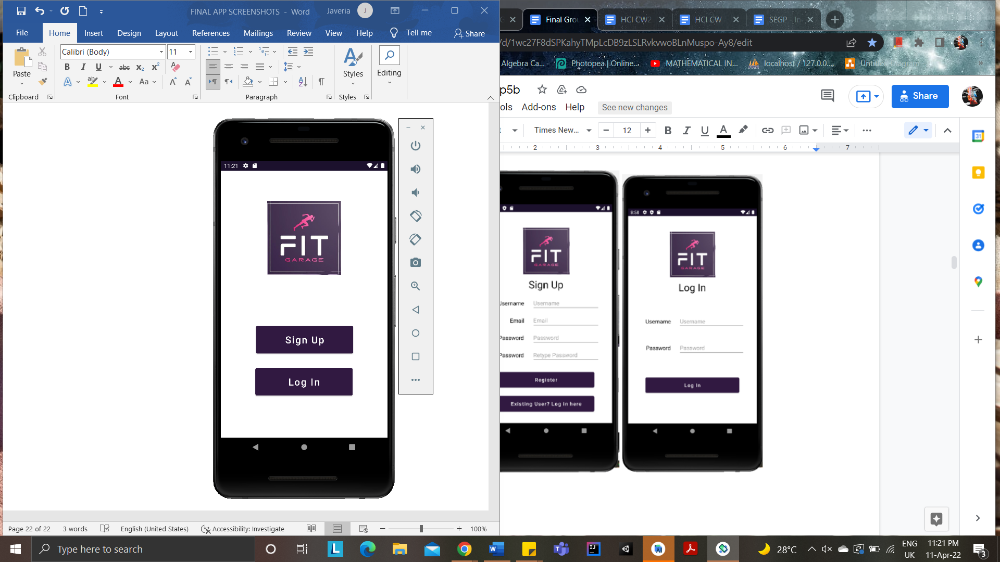 FINAL APP SCREENSHOTS - Word
Javeria
J
File
Home
Insert
Design
Layout
References
Mailings
Review
View
Help
Tell me
Share
Paste
Calibri (Body)
11
Styles
Editing
Clipboard
Font
Paragraph
Styles
11:21
FIT
GARAGE
Sign Up
Log In
Page 22 of 22
3 words
English (United States)
Accessibility: Investigate
100%
Final Grou
HCI CW2
HCI CW -
SEGP - In
/d/1wc27F8dSPKahyTMpLcDB9zLSLRvkvwoBLnMuspo-Ay8/edit
Algebra Ca...
Photopea | Online...
MATHEMATICAL IN...
localhost / 127.0.0....
Untitled Diagram
p5b
Share
ols
Add-ons
Help
See new changes
Times New...
12
2 3 4 5 6 7
FIT
GARAGE
Sign Up
Username
Username
Email
Email
Password
Password
Password
Retype Password
Register
Existing User? Log in here
8:58
FIT
GARAGE
Log In
Username
Username
Password
Password
Log In
Type here to search
28°C
ENG
UK
11:21 PM
11-Apr-22
3